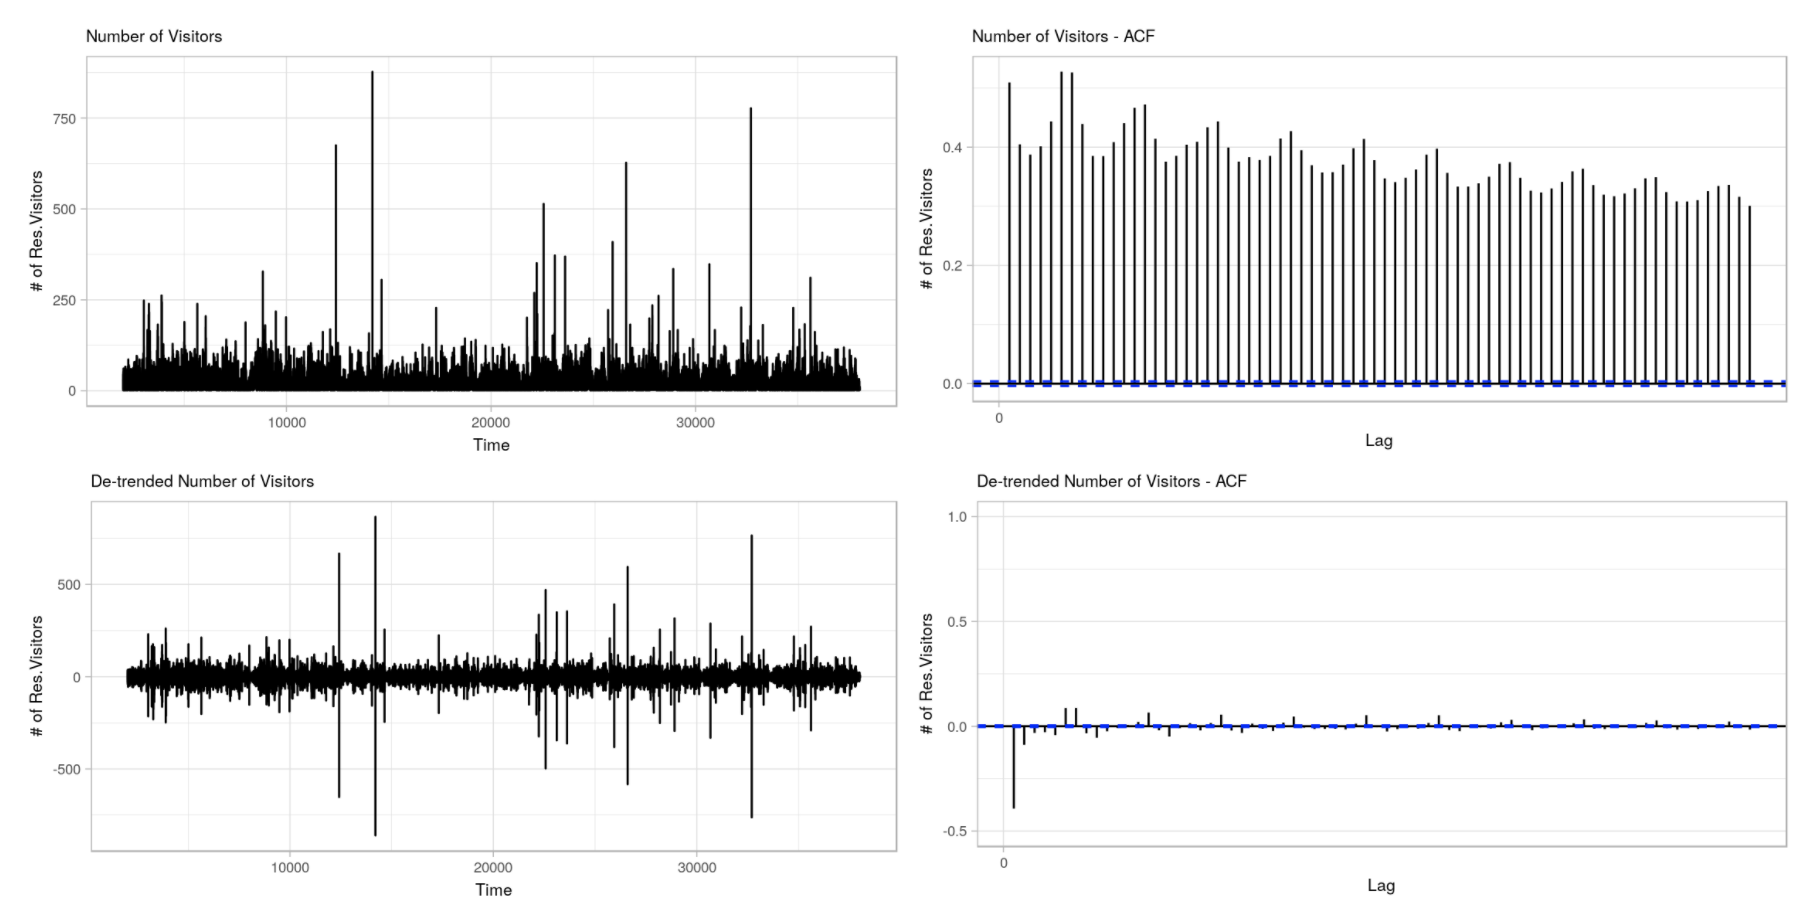 Number of Visitors
# of Res.Visitors
750
500
250
0
10000
20000
30000
Time
Number of Visitors - ACF
# of Res.Visitors
0.4
0.2
0.0
0
Lag
De-trended Number of Visitors
# of Res.Visitors
500
0
-500
10000
20000
30000
Time
De-trended Number of Visitors - ACF
# of Res.Visitors
1.0
0.5
0.0
-0.5
0
Lag